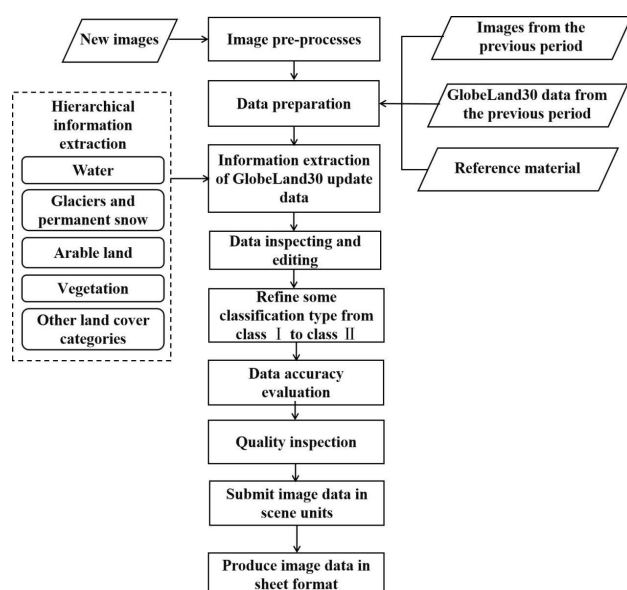 New images
Image pre-processes
Images from the
previous period
Data preparation
GlobeLand30 data from
the previous period
Reference material
Hierarchical
information
extraction
Water
Glaciers and
permanent snow
Arable land
Vegetation
Other land cover
categories
Information extraction
of GlobeLand30 update
data
Data inspecting and
editing
Refine some
classification type from
class Ⅰ to class Ⅱ
Data accuracy
evaluation
Quality inspection
Submit image data in
scene units
Produce image data in
sheet format